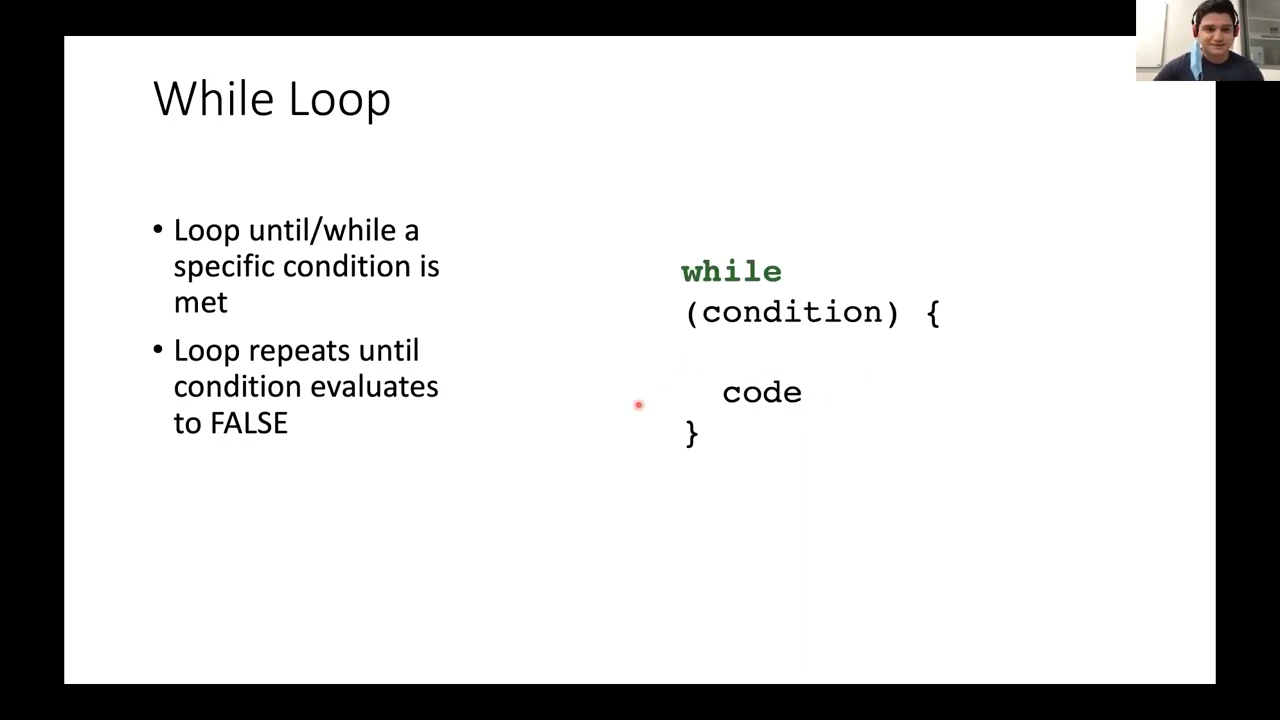 While Loop
• Loop until/while a
specific condition is
met
• Loop repeats until
condition evaluates
to FALSE
while
(condition) {
code
}